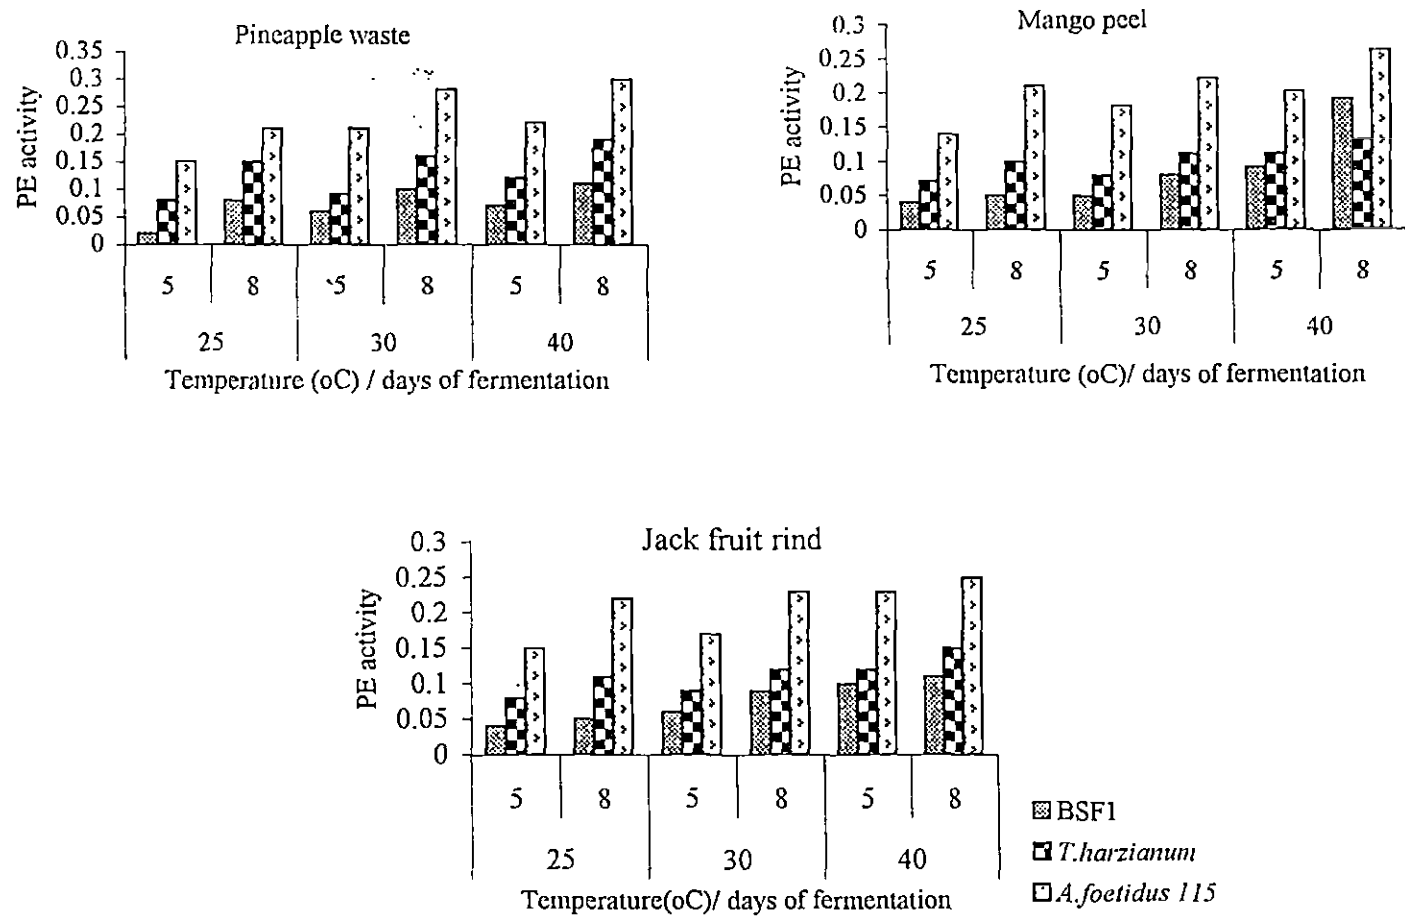 Pineapple waste
PE activity
0.35
0.3
0.25
0.2
0.15
0.1
0.05
0
5 8 5 8 5 8
25 30 40
Temperature (oC) / days of fermentation
Mango peel
PE activity
0.3
0.25
0.2
0.15
0.1
0.05
0
5 8 5 8 5 8
25 30 40
Temperature (oC)/ days of fermentation
Jack fruit rind
PE activity
0.3
0.25
0.2
0.15
0.1
0.05
0
5 8 5 8 5 8
25 30 40
Temperature(oC)/ days of fermentation
BSF1
T.harzianum
A.foetidus 115